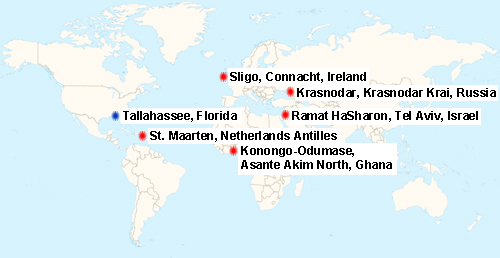 Sligo, Connacht, Ireland
Krasnodar, Krasnodar Krai, Russia
Tallahassee, Florida
Ramat HaSharon, Tel Aviv, Israel
St. Maarten, Netherlands Antilles
Konongo-Odumase,
Asante Akim North, Ghana